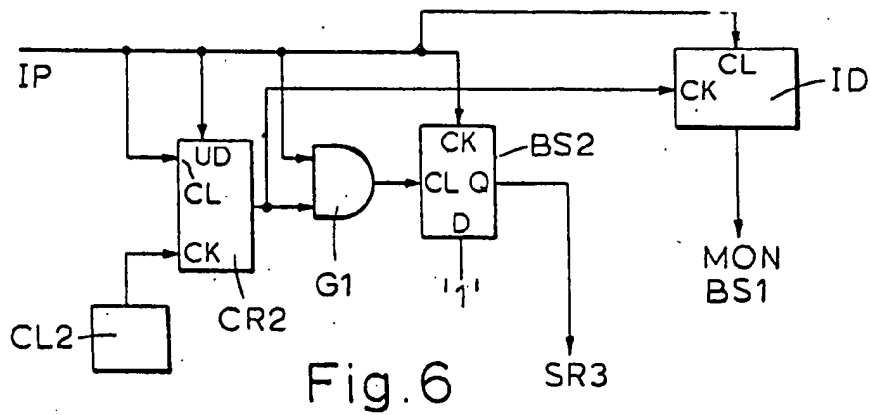 IP
CL
CK
ID
UD
CL
CK
CR2
CL2
G1
CK
CL Q
D
BS2
"1"
MON
BS1
SR3
Fig.6